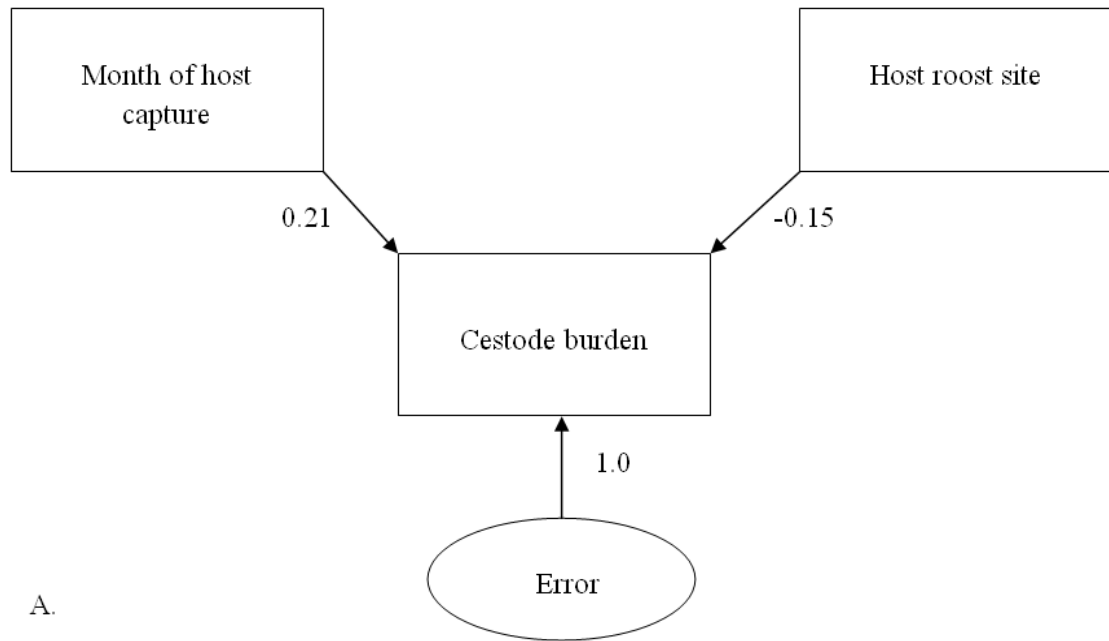 Month of host
capture
Host roost site
0.21
-0.15
Cestode burden
1.0
Error
A.